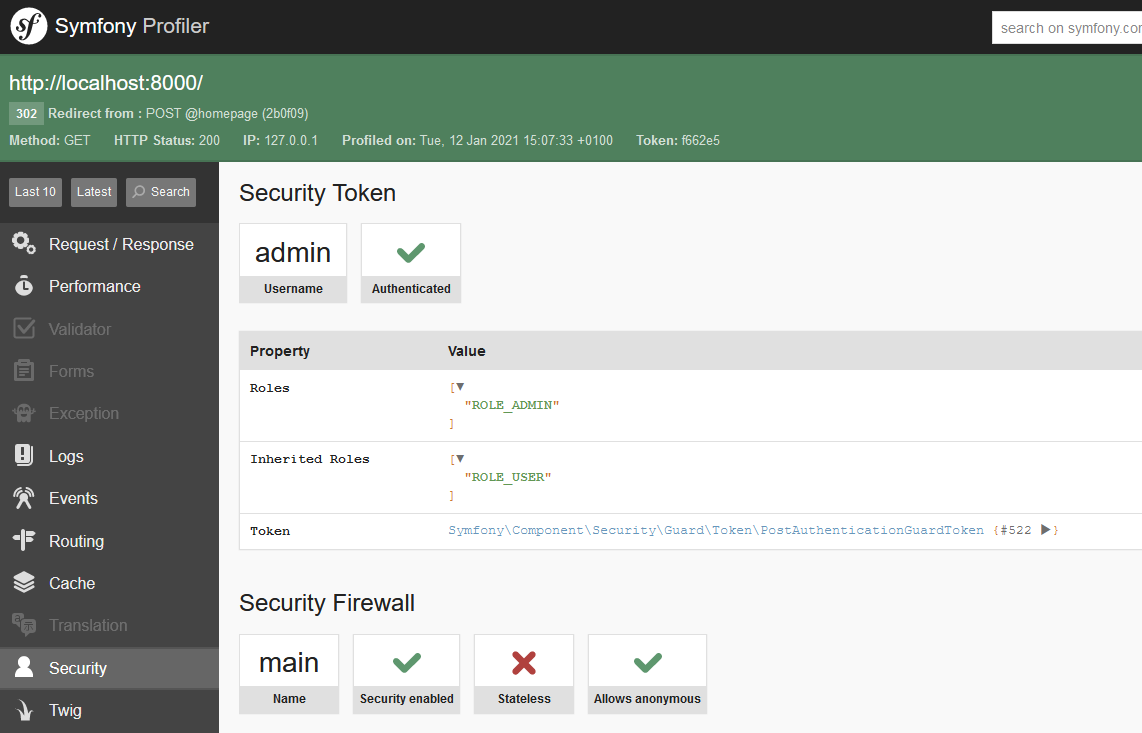 sf Symfony Profiler
search on symfony.com
http://localhost:8000/
302 Redirect from : POST @homepage (2b0f09)
Method: GET HTTP Status: 200 IP: 127.0.0.1 Profiled on: Tue, 12 Jan 2021 15:07:33 +0100 Token: f662e5
Last 10 Latest Search
Request / Response
Performance
Validator
Forms
Exception
Logs
Events
Routing
Cache
Translation
Security
Twig
Security Token
admin
Username Authenticated
Property Value
Roles [▼
"ROLE_ADMIN"
]
Inherited Roles [▼
"ROLE_USER"
]
Token Symfony\Component\Security\Guard\Token\PostAuthenticationGuardToken {#522 ▶}
Security Firewall
main
Name Security enabled Stateless Allows anonymous